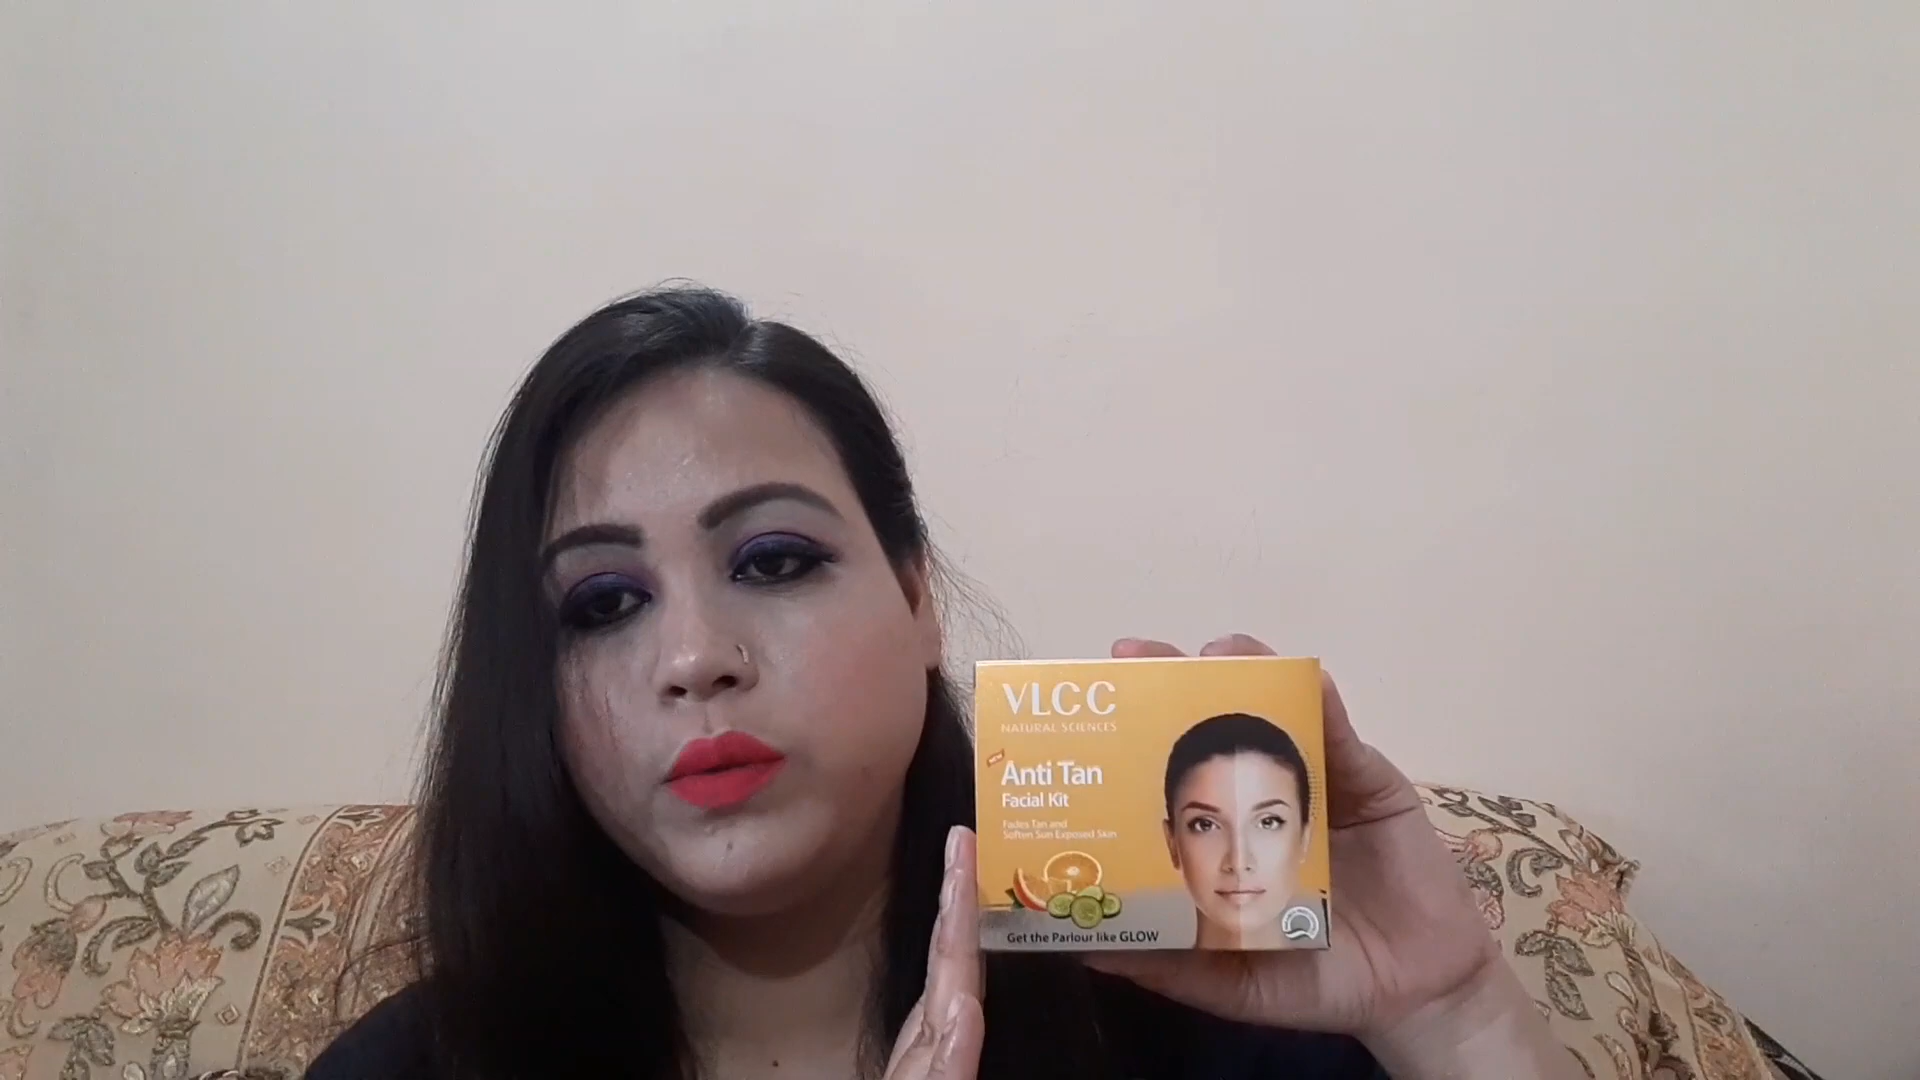 VLCC
NATURAL SCIENCES
NEW
Anti Tan
Facial Kit
Fades Tan and
Soften Sun Exposed Skin
Get the Parlour like GLOW